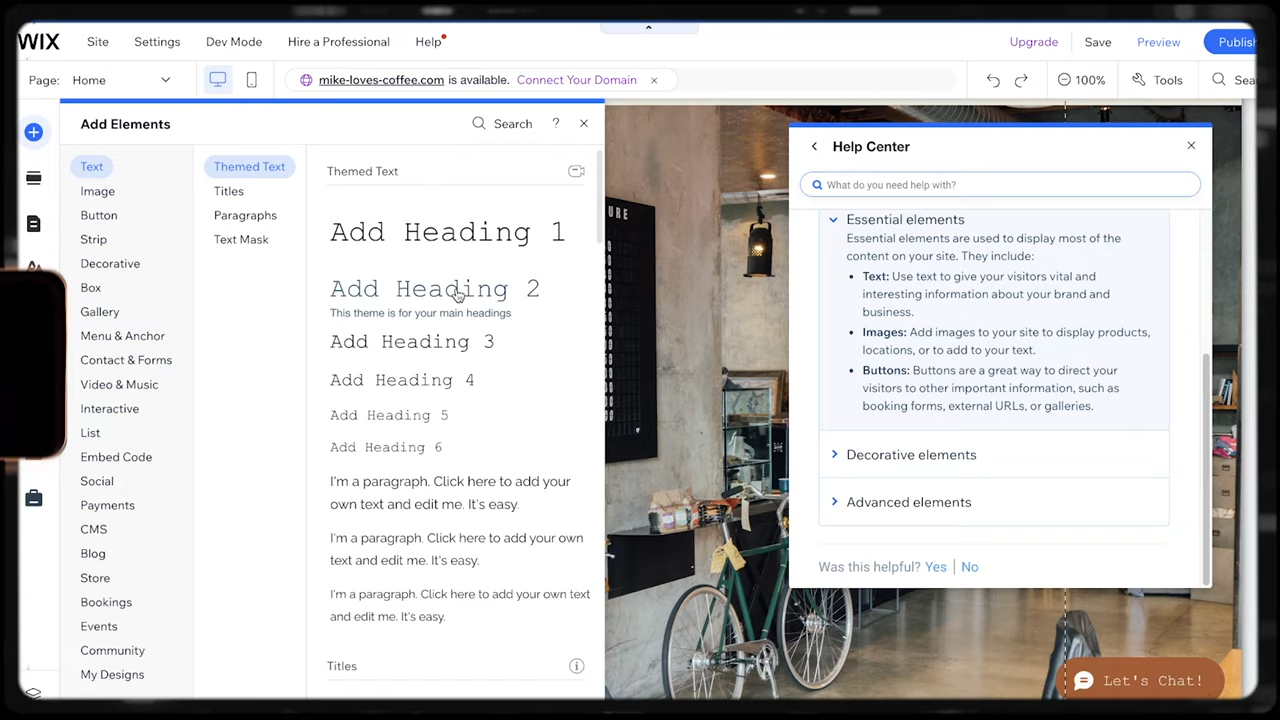 WIX
Site
Settings
Dev Mode
Hire a Professional
Help
Upgrade
Save
Preview
Publish
Page: Home
mike-loves-coffee.com is available. Connect Your Domain
100%
Tools
Add Elements
Search
?
Text
Image
Button
Strip
Decorative
Box
Gallery
Menu & Anchor
Contact & Forms
Video & Music
Interactive
List
Embed Code
Social
Payments
CMS
Blog
Store
Bookings
Events
Community
My Designs
Themed Text
Titles
Paragraphs
Text Mask
Themed Text
Add Heading 1
Add Heading 2
This theme is for your main headings
Add Heading 3
Add Heading 4
Add Heading 5
Add Heading 6
I'm a paragraph. Click here to add your
own text and edit me. It's easy.
I'm a paragraph. Click here to add your own
text and edit me. It's easy.
I'm a paragraph. Click here to add your own text
and edit me. It's easy.
Titles
URE
Help Center
What do you need help with?
Essential elements
Essential elements are used to display most of the
content on your site. They include:
• Text: Use text to give your visitors vital and
interesting information about your brand and
business.
• Images: Add images to your site to display products,
locations, or to add to your text.
• Buttons: Buttons are a great way to direct your
visitors to other important information, such as
booking forms, external URLs, or galleries.
Decorative elements
Advanced elements
Was this helpful? Yes | No
Let's Chat!